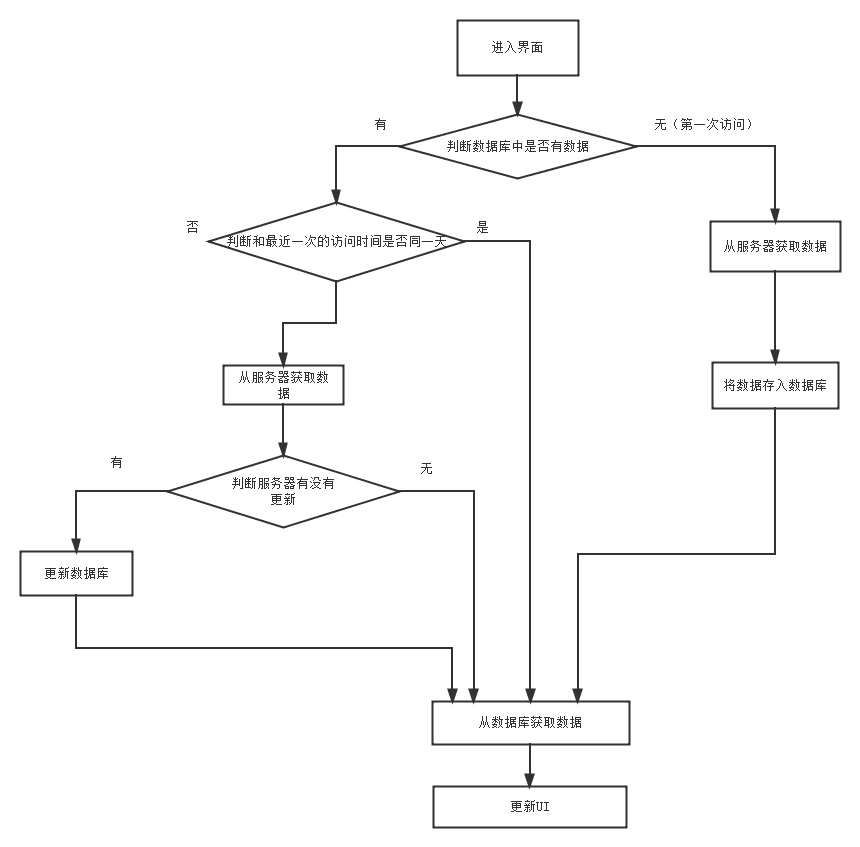 进入界面
有
无（第一次访问）
判断数据库中是否有数据
否
是
判断和最近一次的访问时间是否同一天
从服务器获取数据
从服务器获取数
据
将数据存入数据库
有
无
判断服务器有没有
更新
更新数据库
从数据库获取数据
更新UI